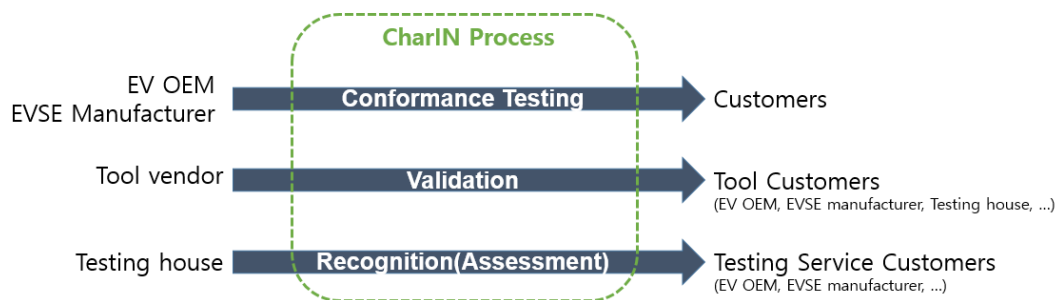 CharIN Process
EV OEM
EVSE Manufacturer
Conformance Testing
Customers
Tool vendor
Validation
Tool Customers
(EV OEM, EVSE manufacturer, Testing house, ...)
Testing house
Recognition(Assessment)
Testing Service Customers
(EV OEM, EVSE manufacturer, ...)